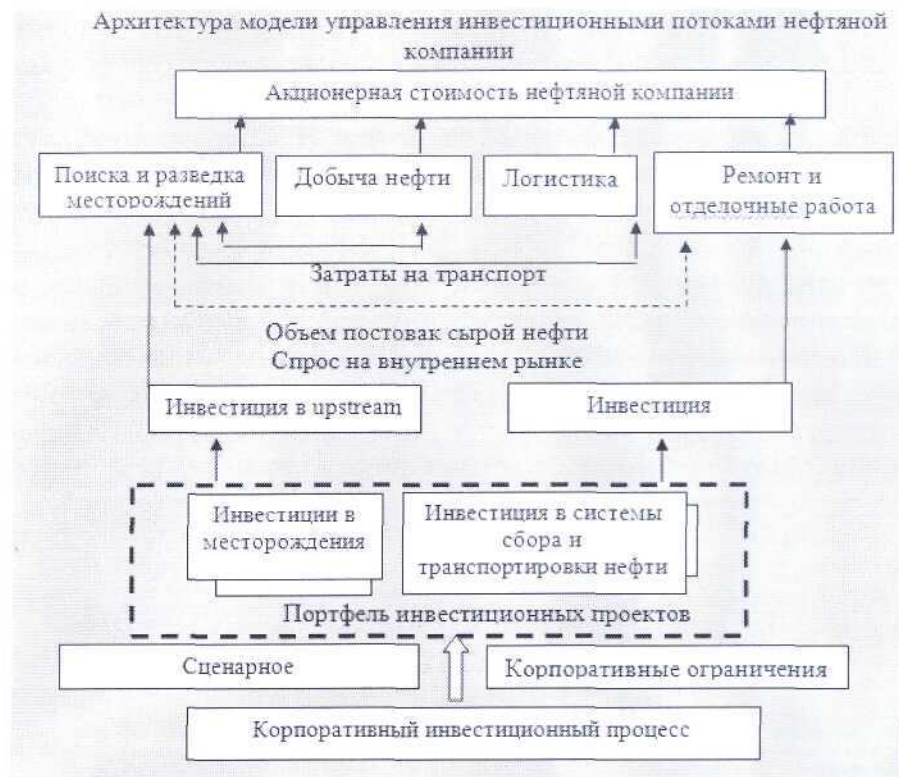 Архитектура модели управления инвестиционными потоками нефтяной
компании
Акционерная стоимость нефтяной компании
Поиска и разведка
месторождений
Добыча нефти
Логистика
Ремонт и
отделочные работа
Затраты на транспорт
Объем постовак сырой нефти
Спрос на внутреннем рынке
Инвестиция в upstream
Инвестиция
Инвестиции в
месторождения
Инвестиция в системы
сбора и
транспортировки нефти
Портфель инвестиционных проектов
Сценарное
Корпоративные ограничения
Корпоративный инвестиционный процесс